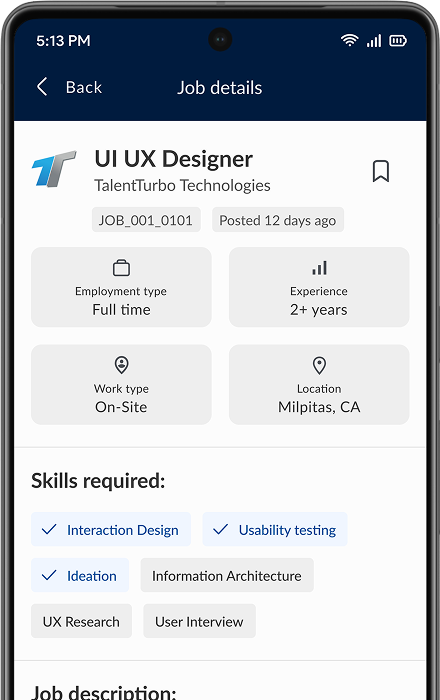 5:13 PM
Back
Job details
UI UX Designer
TalentTurbo Technologies
JOB_001_0101
Posted 12 days ago
Employment type
Full time
Experience
2+ years
Work type
On-Site
Location
Milpitas, CA
Skills required:
Interaction Design
Usability testing
Ideation
Information Architecture
UX Research
User Interview
Job description: